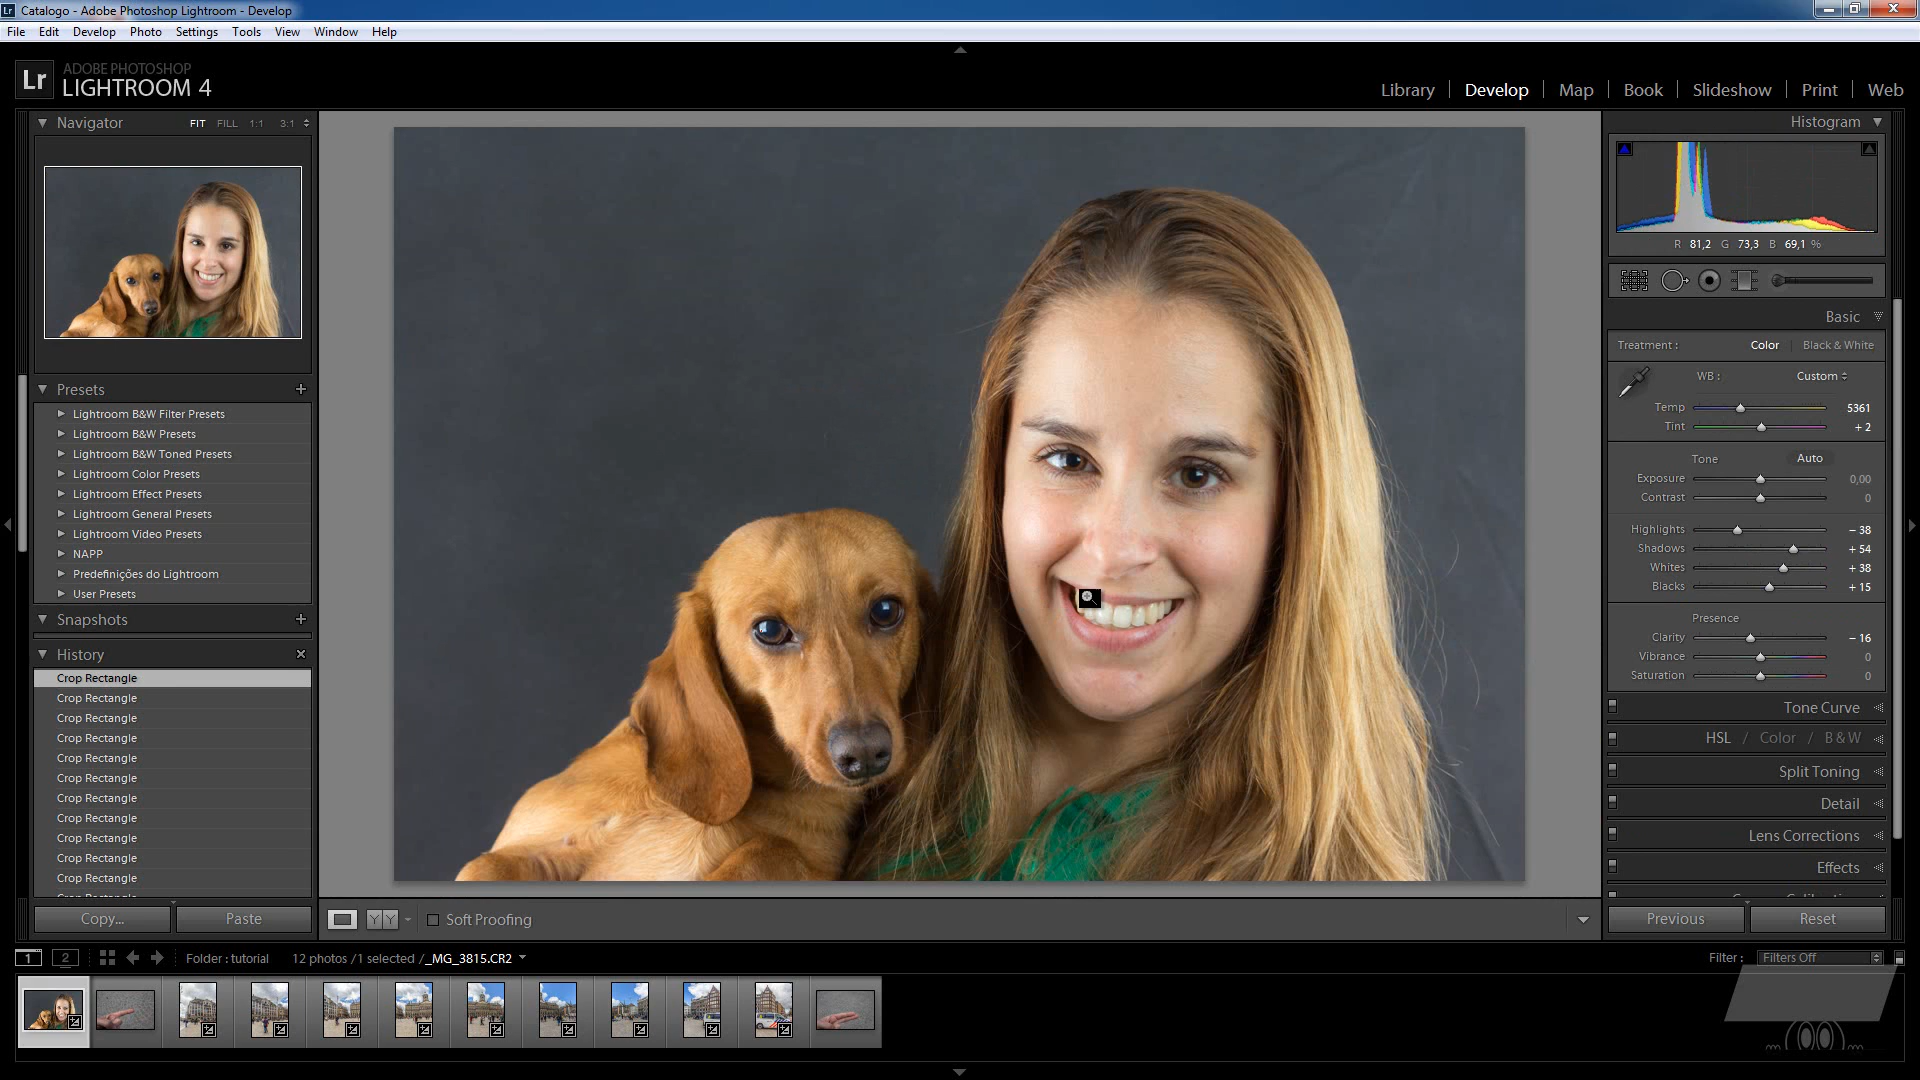 Lr Catalogo - Adobe Photoshop Lightroom - Develop
File Edit Develop Photo Settings Tools View Window Help
Lr ADOBE PHOTOSHOP
LIGHTROOM 4
Library | Develop | Map | Book | Slideshow | Print | Web
Navigator FIT FILL 1:1 3:1
Presets +
Lightroom B&W Filter Presets
Lightroom B&W Presets
Lightroom B&W Toned Presets
Lightroom Color Presets
Lightroom Effect Presets
Lightroom General Presets
Lightroom Video Presets
NAPP
Predefinições do Lightroom
User Presets
Snapshots +
History
Crop Rectangle
Crop Rectangle
Crop Rectangle
Crop Rectangle
Crop Rectangle
Crop Rectangle
Crop Rectangle
Crop Rectangle
Crop Rectangle
Crop Rectangle
Crop Rectangle
Copy... Paste
Y Y Soft Proofing
Histogram
R 81,2 G 73,3 B 69,1 %
Basic
Treatment : Color | Black & White
WB : Custom
Temp 5361
Tint + 2
Tone Auto
Exposure 0,00
Contrast 0
Highlights − 38
Shadows + 54
Whites + 38
Blacks + 15
Presence
Clarity − 16
Vibrance 0
Saturation 0
Tone Curve
HSL / Color / B & W
Split Toning
Detail
Lens Corrections
Effects
Previous Reset
1 2 Folder : tutorial 12 photos /1 selected /_MG_3815.CR2
Filter : Filters Off